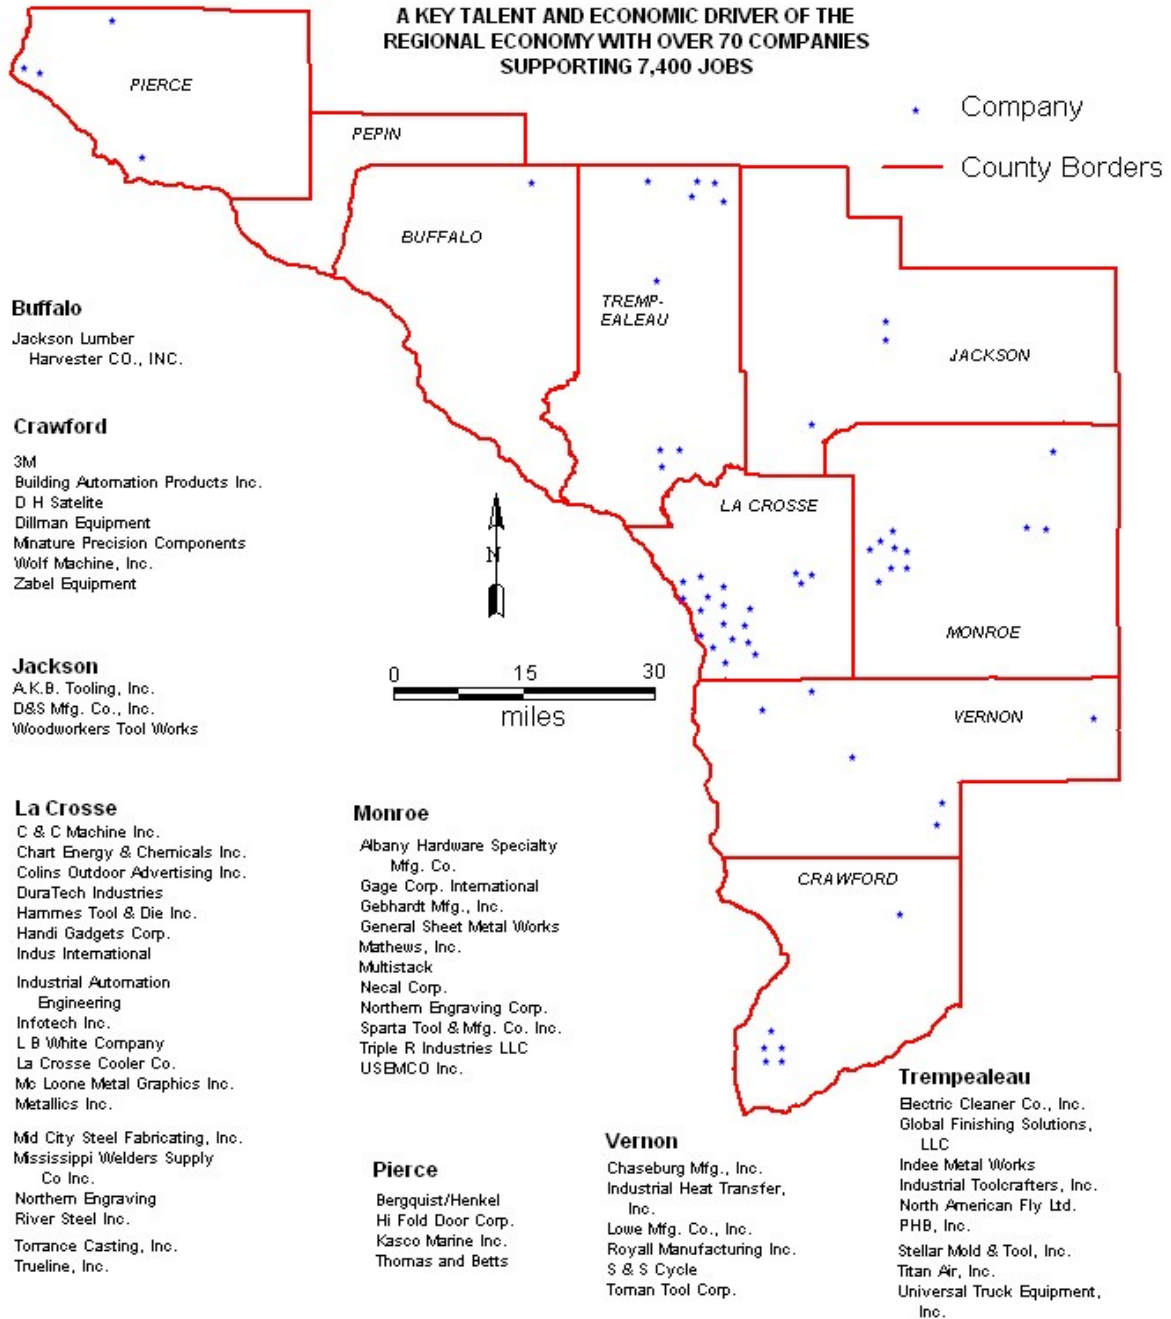 A KEY TALENT AND ECONOMIC DRIVER OF THE
REGIONAL ECONOMY WITH OVER 70 COMPANIES
SUPPORTING 7,400 JOBS
Company
County Borders
PIERCE
PEPIN
BUFFALO
TREMP-
EALEAU
JACKSON
LA CROSSE
MONROE
VERNON
CRAWFORD
N
0 15 30
miles
Buffalo
Jackson Lumber
Harvester CO., INC.
Crawford
3M
Building Automation Products Inc.
D H Satelite
Dillman Equipment
Minature Precision Components
Wolf Machine, Inc.
Zabel Equipment
Jackson
A.K.B. Tooling, Inc.
D&S Mfg. Co., Inc.
Woodworkers Tool Works
La Crosse
C & C Machine Inc.
Chart Energy & Chemicals Inc.
Colins Outdoor Advertising Inc.
DuraTech Industries
Hammes Tool & Die Inc.
Handi Gadgets Corp.
Indus International
Industrial Automation
Engineering
Infotech Inc.
L B White Company
La Crosse Cooler Co.
Mc Loone Metal Graphics Inc.
Metallics Inc.
Mid City Steel Fabricating, Inc.
Mississippi Welders Supply
Co Inc.
Northern Engraving
River Steel Inc.
Torrance Casting, Inc.
Trueline, Inc.
Monroe
Albany Hardware Specialty
Mfg. Co.
Gage Corp. International
Gebhardt Mfg., Inc.
General Sheet Metal Works
Mathews, Inc.
Multistack
Necal Corp.
Northern Engraving Corp.
Sparta Tool & Mfg. Co. Inc.
Triple R Industries LLC
USEMCO Inc.
Pierce
Bergquist/Henkel
Hi Fold Door Corp.
Kasco Marine Inc.
Thomas and Betts
Vernon
Chaseburg Mfg., Inc.
Industrial Heat Transfer,
Inc.
Lowe Mfg. Co., Inc.
Royall Manufacturing Inc.
S & S Cycle
Toman Tool Corp.
Trempealeau
Electric Cleaner Co., Inc.
Global Finishing Solutions,
LLC
Indee Metal Works
Industrial Toolcrafters, Inc.
North American Fly Ltd.
PHB, Inc.
Stellar Mold & Tool, Inc.
Titan Air, Inc.
Universal Truck Equipment,
Inc.